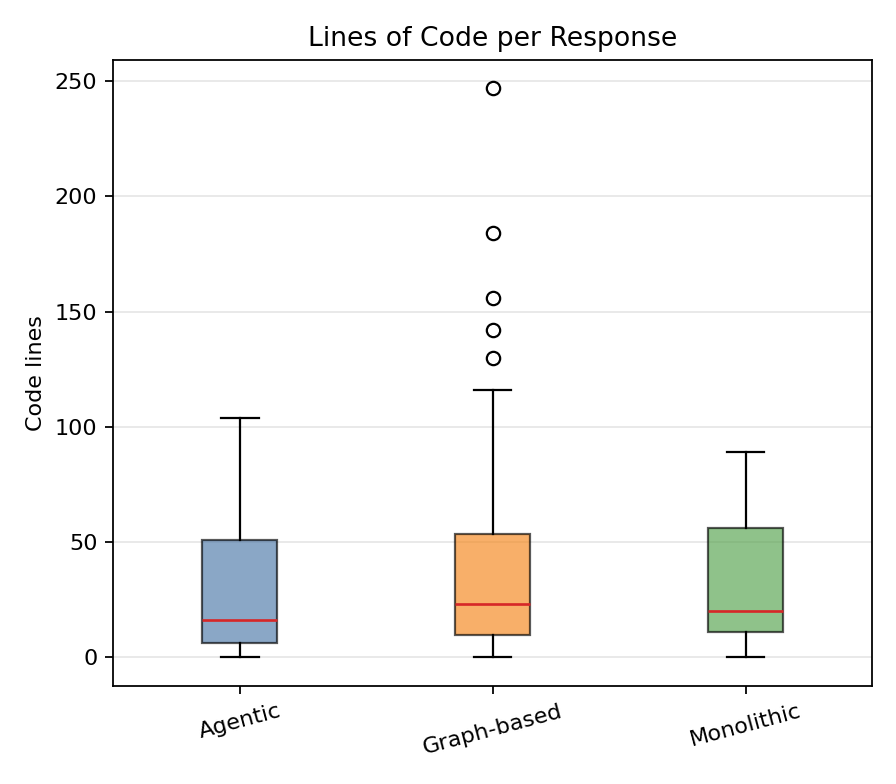 Lines of Code per Response
Code lines
250
200
150
100
50
0
Agentic
Graph-based
Monolithic